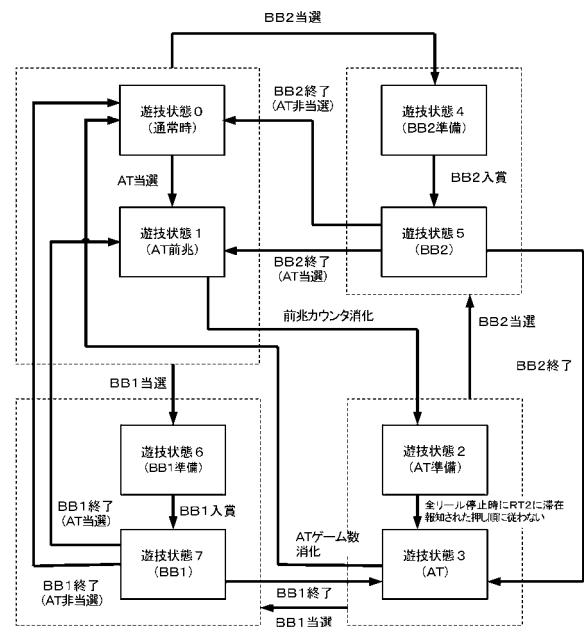 BB2当選
遊技状態0
(通常時)
BB2終了
(AT非当選)
遊技状態4
(BB2準備)
AT当選
BB2入賞
遊技状態1
(AT前兆)
遊技状態5
(BB2)
BB2終了
(AT当選)
前兆カウンタ消化
BB2当選
BB2終了
BB1当選
遊技状態6
(BB1準備)
遊技状態2
(AT準備)
BB1終了
(AT当選)
BB1入賞
全リール停止時にRT2に滞在
報知された押し順に従わない
ATゲーム数
消化
遊技状態7
(BB1)
遊技状態3
(AT)
BB1終了
(AT非当選)
BB1終了
BB1当選